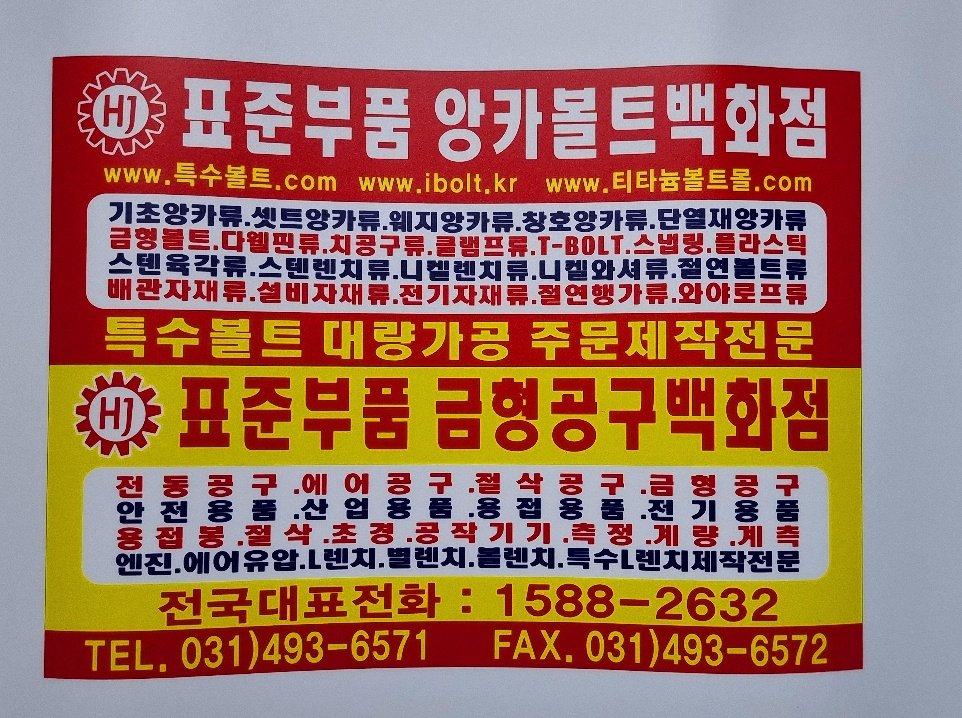 HJ 표준부품 앙카볼트백화점
www.특수볼트.com www.ibolt.kr www.티타늄볼트몰.com
기초앙카류.셋트앙카류.웨지앙카류.창호앙카류.단열재앙카류
금형볼트.다웰핀류.치공구류.클램프류.T-BOLT.스냅링.플라스틱
스텐육각류.스텐렌치류.니켈렌치류.니켈와셔류.절연볼트류
배관자재류.설비자재류.전기자재류.절연행가류.와야로프류
특수볼트 대량가공 주문제작전문
HJ 표준부품 금형공구백화점
전동공구.에어공구.절삭공구.금형공구
안전용품.산업용품.용접용품.전기용품
용접봉.절삭.초경.공작기기.측정.계량.계측
엔진.에어유압.L렌치.별렌치.볼렌치.특수L렌치제작전문
전국대표전화 : 1588-2632
TEL. 031)493-6571 FAX. 031)493-6572